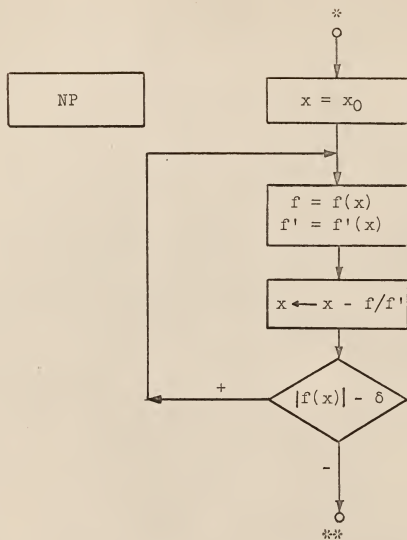 *
NP
x = x₀
f = f(x)
f' = f'(x)
x ← x - f/f'
+
|f(x)| - δ
-
**